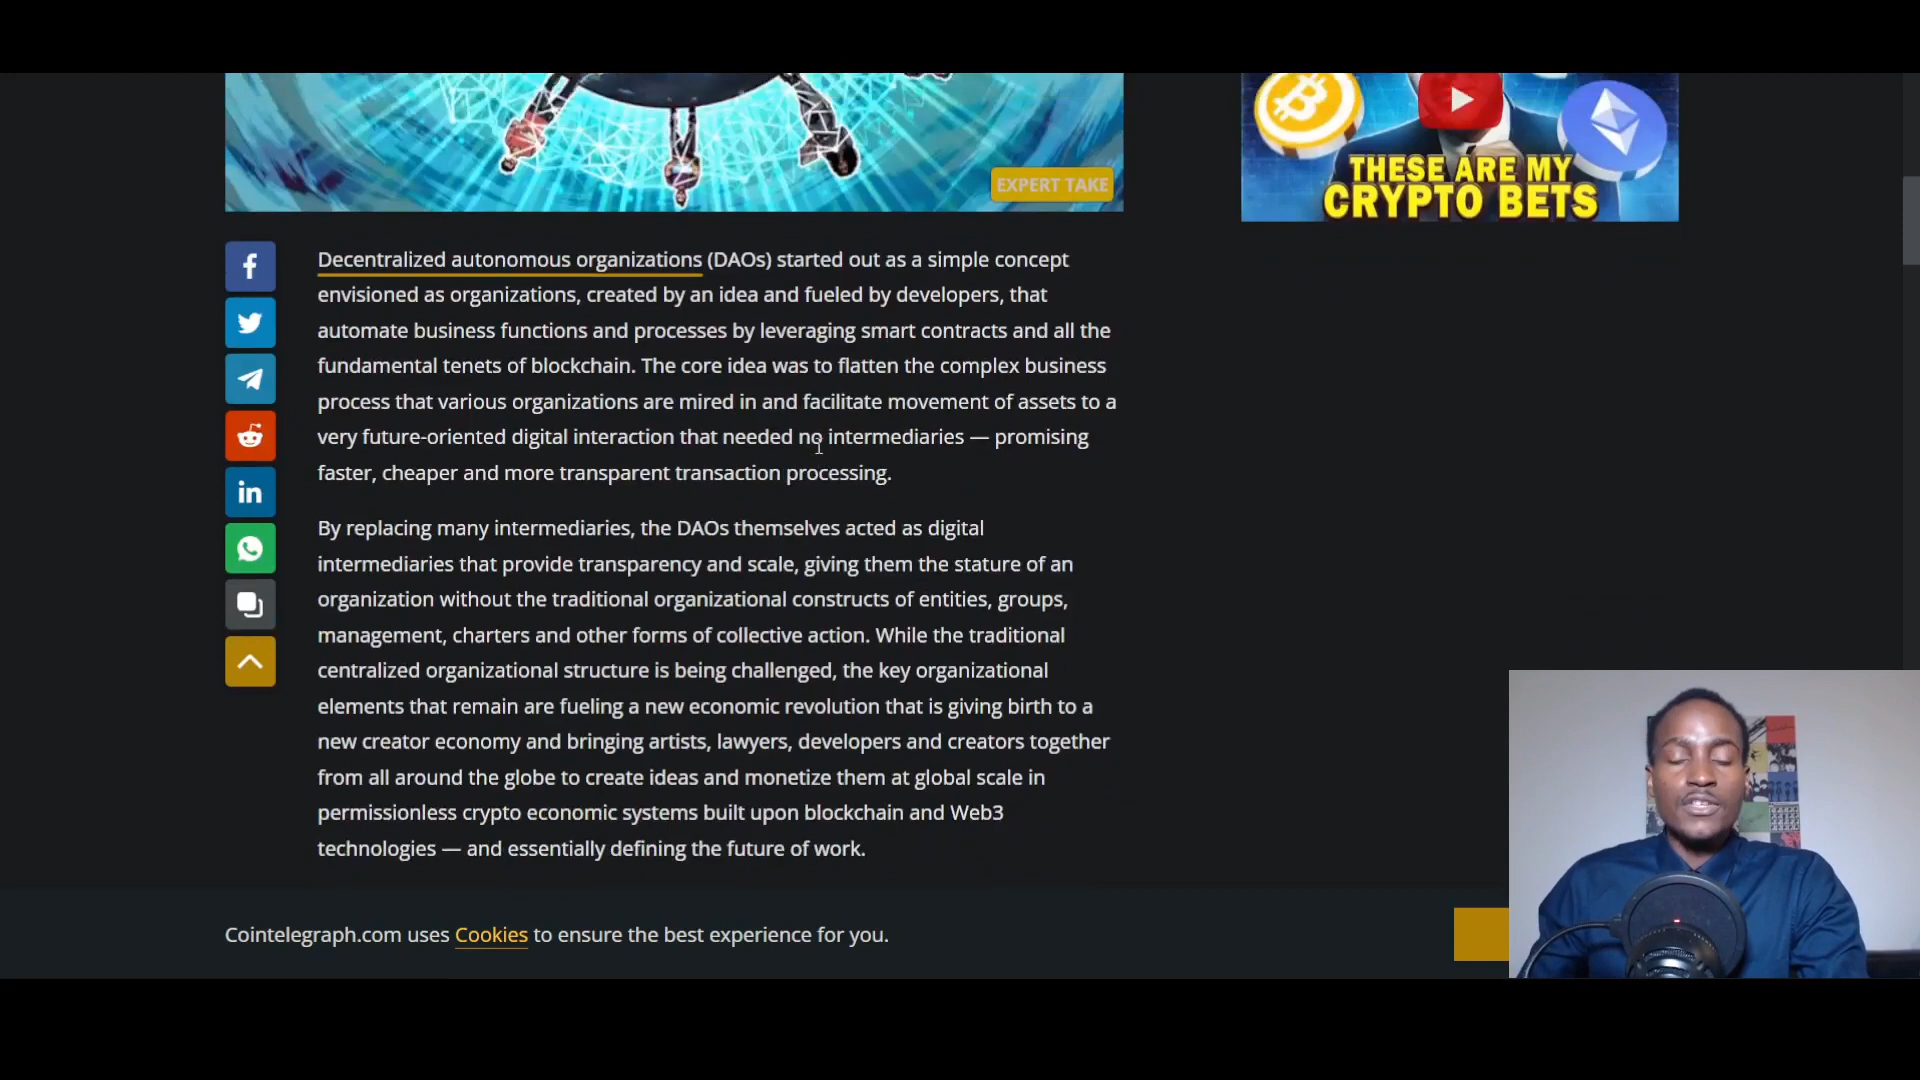 THESE ARE MY
CRYPTO BETS
EXPERT TAKE
Decentralized autonomous organizations (DAOs) started out as a simple concept
envisioned as organizations, created by an idea and fueled by developers, that
automate business functions and processes by leveraging smart contracts and all the
fundamental tenets of blockchain. The core idea was to flatten the complex business
process that various organizations are mired in and facilitate movement of assets to a
very future-oriented digital interaction that needed no intermediaries — promising
faster, cheaper and more transparent transaction processing.
By replacing many intermediaries, the DAOs themselves acted as digital
intermediaries that provide transparency and scale, giving them the stature of an
organization without the traditional organizational constructs of entities, groups,
management, charters and other forms of collective action. While the traditional
centralized organizational structure is being challenged, the key organizational
elements that remain are fueling a new economic revolution that is giving birth to a
new creator economy and bringing artists, lawyers, developers and creators together
from all around the globe to create ideas and monetize them at global scale in
permissionless crypto economic systems built upon blockchain and Web3
technologies — and essentially defining the future of work.
Cointelegraph.com uses Cookies to ensure the best experience for you.